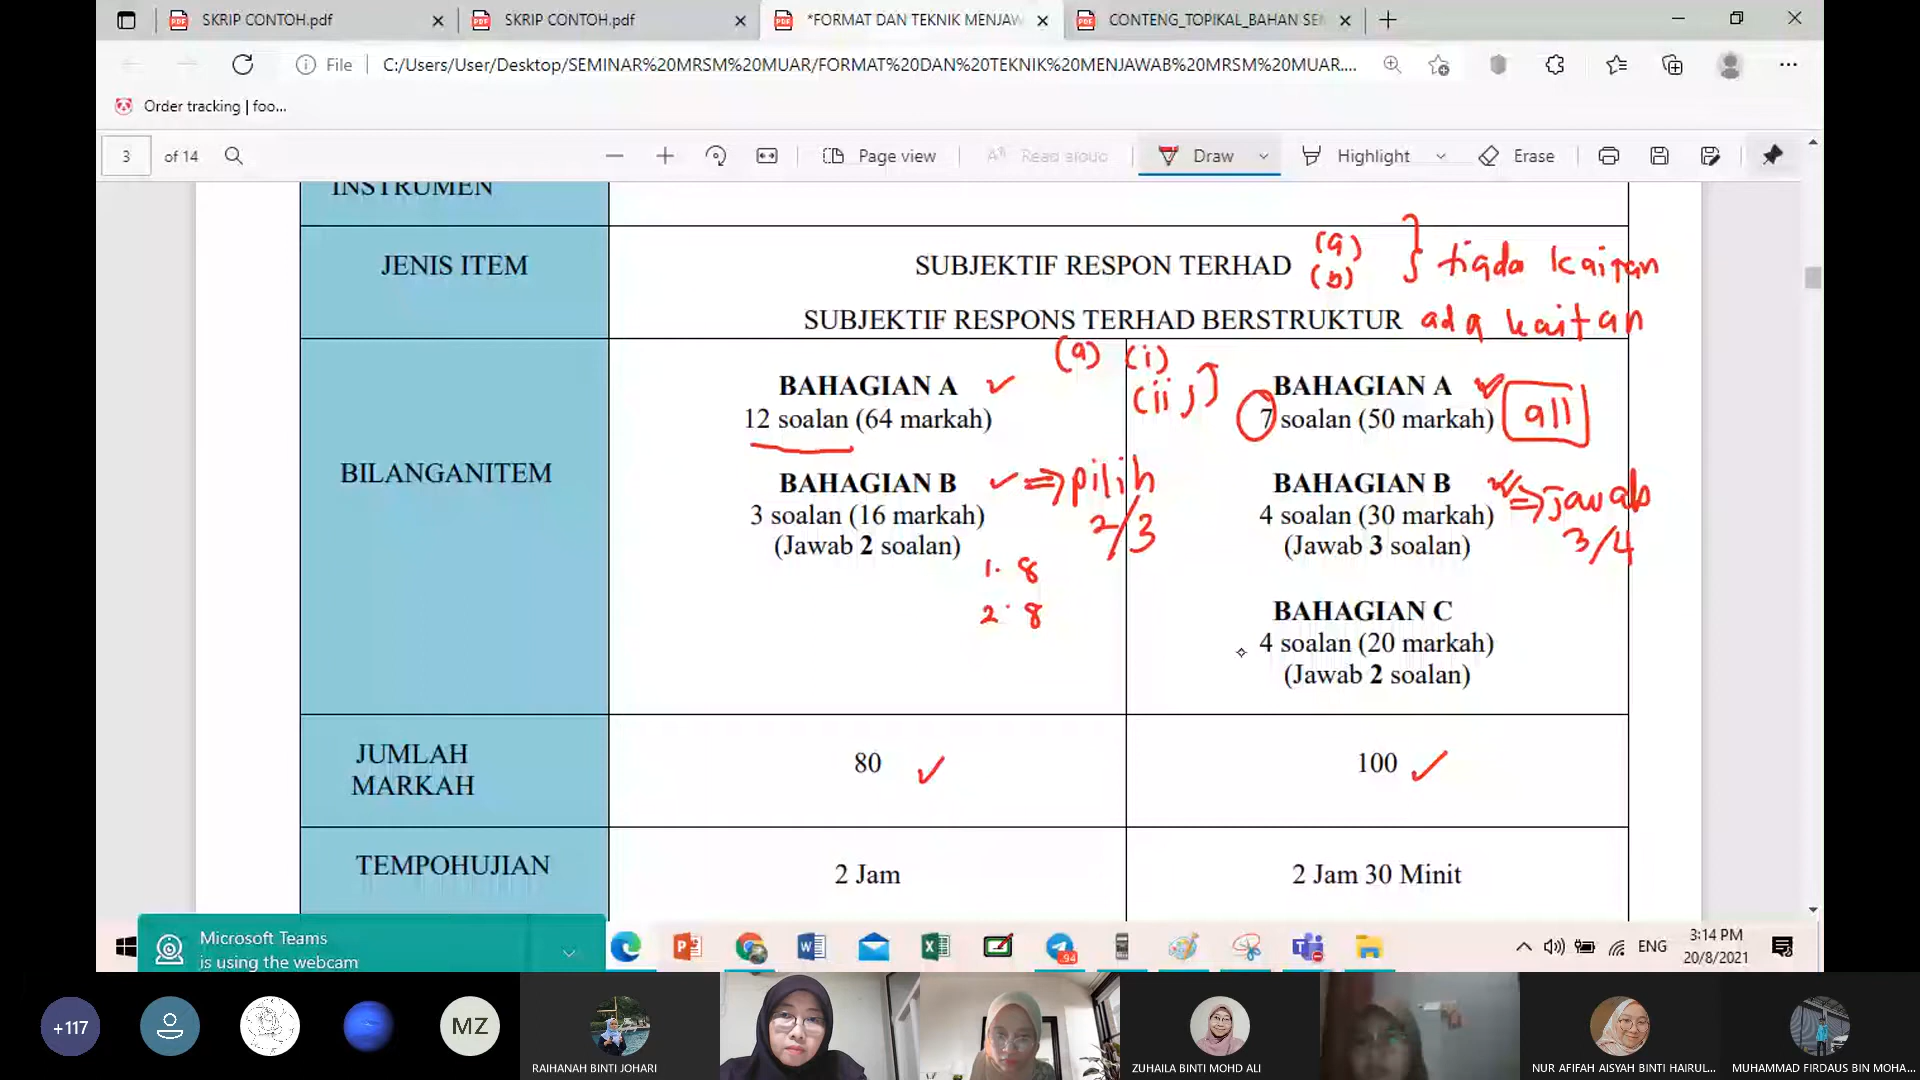 SKRIP CONTOH.pdf
SKRIP CONTOH.pdf
*FORMAT DAN TEKNIK MENJAW
CONTENG_TOPIKAL_BAHAN SE
File
C:/Users/User/Desktop/SEMINAR%20MRSM%20MUAR/FORMAT%20DAN%20TEKNIK%20MENJAWAB%20MRSM%20MUAR....
Order tracking | foo...
3 of 14
Page view
Read aloud
Draw
Highlight
Erase
INSTRUMEN
JENIS ITEM
SUBJEKTIF RESPON TERHAD (a) (b) } tiada kaitan
SUBJEKTIF RESPONS TERHAD BERSTRUKTUR ada kaitan
(a) (i)
(ii)
BILANGANITEM
BAHAGIAN A ✓
12 soalan (64 markah)
BAHAGIAN B ✓ ⇒ pilih
3 soalan (16 markah) 2/3
(Jawab 2 soalan)
1. 8
2. 8
BAHAGIAN A ✓ all
7 soalan (50 markah)
BAHAGIAN B ✓ ⇒ jawab
4 soalan (30 markah)
(Jawab 3 soalan) 3/4
BAHAGIAN C
4 soalan (20 markah)
(Jawab 2 soalan)
JUMLAH
MARKAH
80 ✓
100 ✓
TEMPOHUJIAN
2 Jam
2 Jam 30 Minit
Microsoft Teams
is using the webcam
94
ENG
3:14 PM
20/8/2021
+117
MZ
RAIHANAH BINTI JOHARI
ZUHAILA BINTI MOHD ALI
NUR AFIFAH AISYAH BINTI HAIRUL...
MUHAMMAD FIRDAUS BIN MOHA...